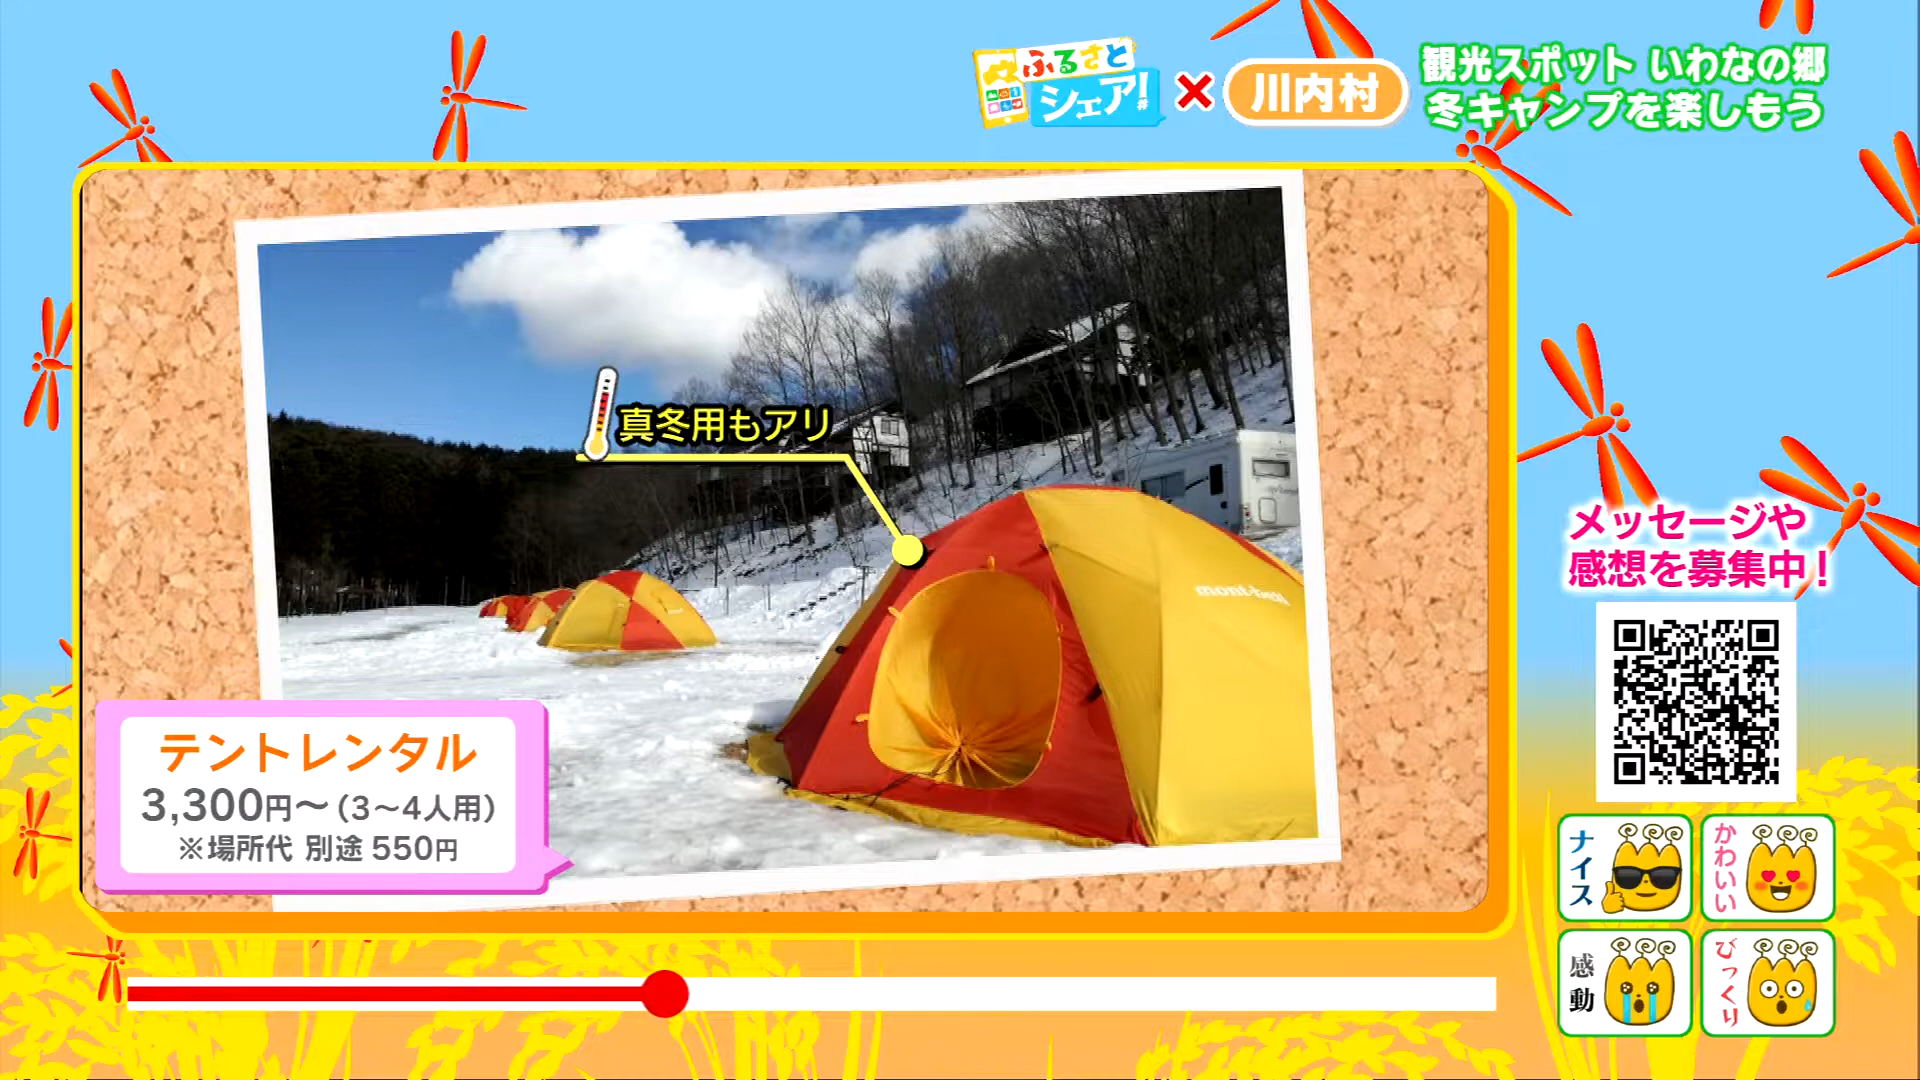 ふるさと
シェア!
×
川内村
観光スポット いわなの郷
冬キャンプを楽しもう
真冬用もアリ
mont-bell
テントレンタル
3,300円～(3～4人用)
※場所代 別途 550円
メッセージや
感想を募集中!
ナイス
かわいい
感動
びっくり